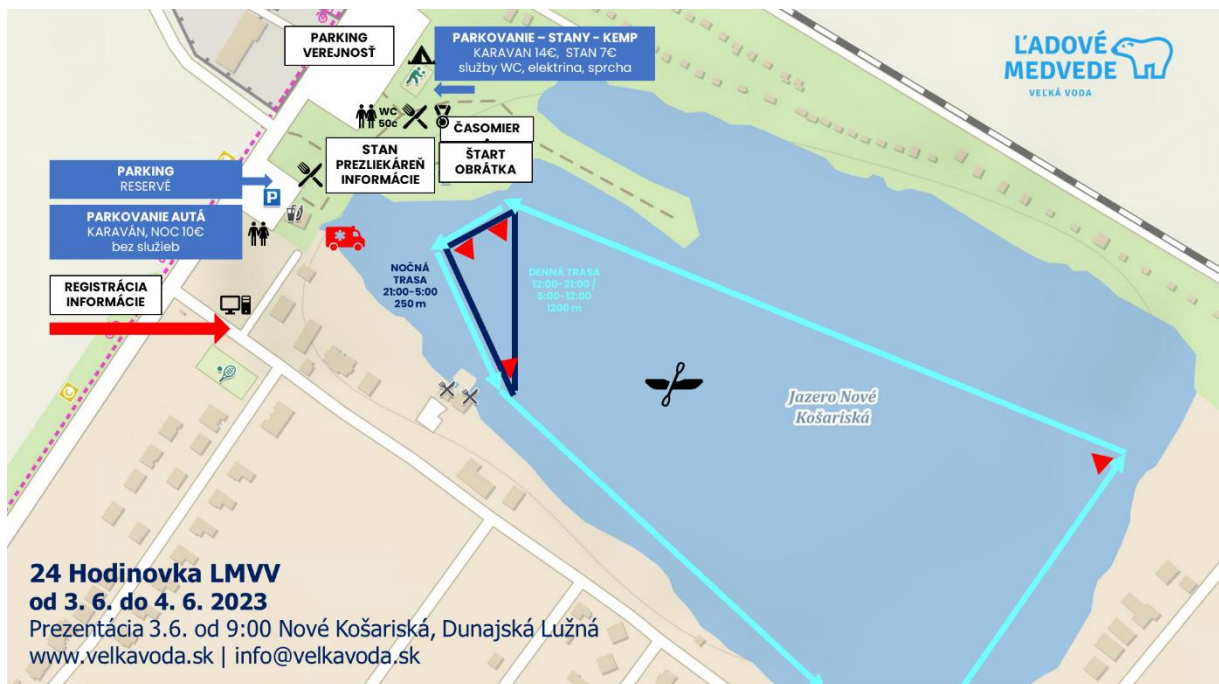 PARKING
VEREJNOSŤ
PARKOVANIE – STANY - KEMP
KARAVAN 14€, STAN 7€
služby WC, elektrina, sprcha
ĽADOVÉ
MEDVEDE
VEĽKÁ VODA
WC
50c
ČASOMIER
STAN
PREZLIEKÁREŇ
INFORMÁCIE
ŠTART
OBRÁTKA
PARKING
RESERVÉ
P
PARKOVANIE AUTÁ
KARAVÁN, NOC 10€
bez služieb
REGISTRÁCIA
INFORMÁCIE
NOČNÁ
TRASA
21:00-5:00
250 m
DENNÁ TRASA
12:00-21:00 /
5:00-12:00
1200 m
Jazero Nové
Košariská
24 Hodinovka LMVV
od 3. 6. do 4. 6. 2023
Prezentácia 3.6. od 9:00 Nové Košariská, Dunajská Lužná
www.velkavoda.sk | info@velkavoda.sk